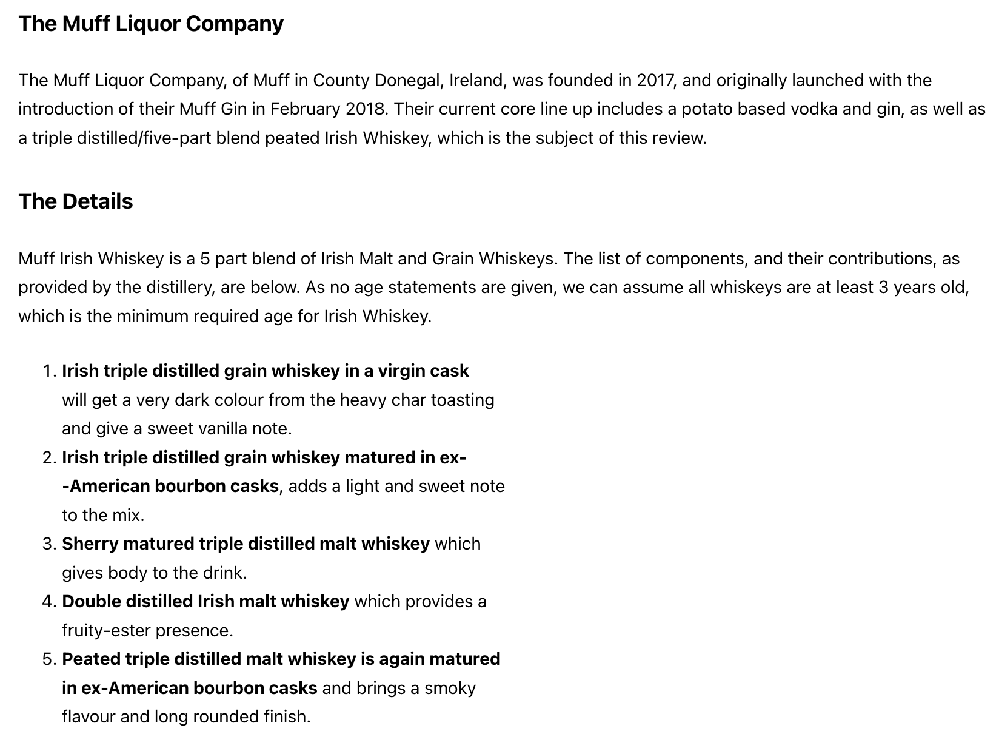 The Muff Liquor Company
The Muff Liquor Company, of Muff in County Donegal, Ireland, was founded in 2017, and originally launched with the
introduction of their Muff Gin in February 2018. Their current core line up includes a potato based vodka and gin, as well as
a triple distilled/five-part blend peated Irish Whiskey, which is the subject of this review.
The Details
Muff Irish Whiskey is a 5 part blend of Irish Malt and Grain Whiskeys. The list of components, and their contributions, as
provided by the distillery, are below. As no age statements are given, we can assume all whiskeys are at least 3 years old,
which is the minimum required age for Irish Whiskey.
1. Irish triple distilled grain whiskey in a virgin cask
will get a very dark colour from the heavy char toasting
and give a sweet vanilla note.
2. Irish triple distilled grain whiskey matured in ex-
-American bourbon casks, adds a light and sweet note
to the mix.
3. Sherry matured triple distilled malt whiskey which
gives body to the drink.
4. Double distilled Irish malt whiskey which provides a
fruity-ester presence.
5. Peated triple distilled malt whiskey is again matured
in ex-American bourbon casks and brings a smoky
flavour and long rounded finish.